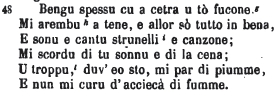 48 Bengu spessu cu a cetra u tò fucone.ᵍ
Mi arembu ʰ a tene, e allor sò tutto in bena,
E sonu e cantu strunelli ⁱ e canzone;
Mi scordu di tu sonnu e di la cena;
U troppu, ˡ duv' eo sto, mi par di piumme,
E nun mi curu d'acciecà di fumme.